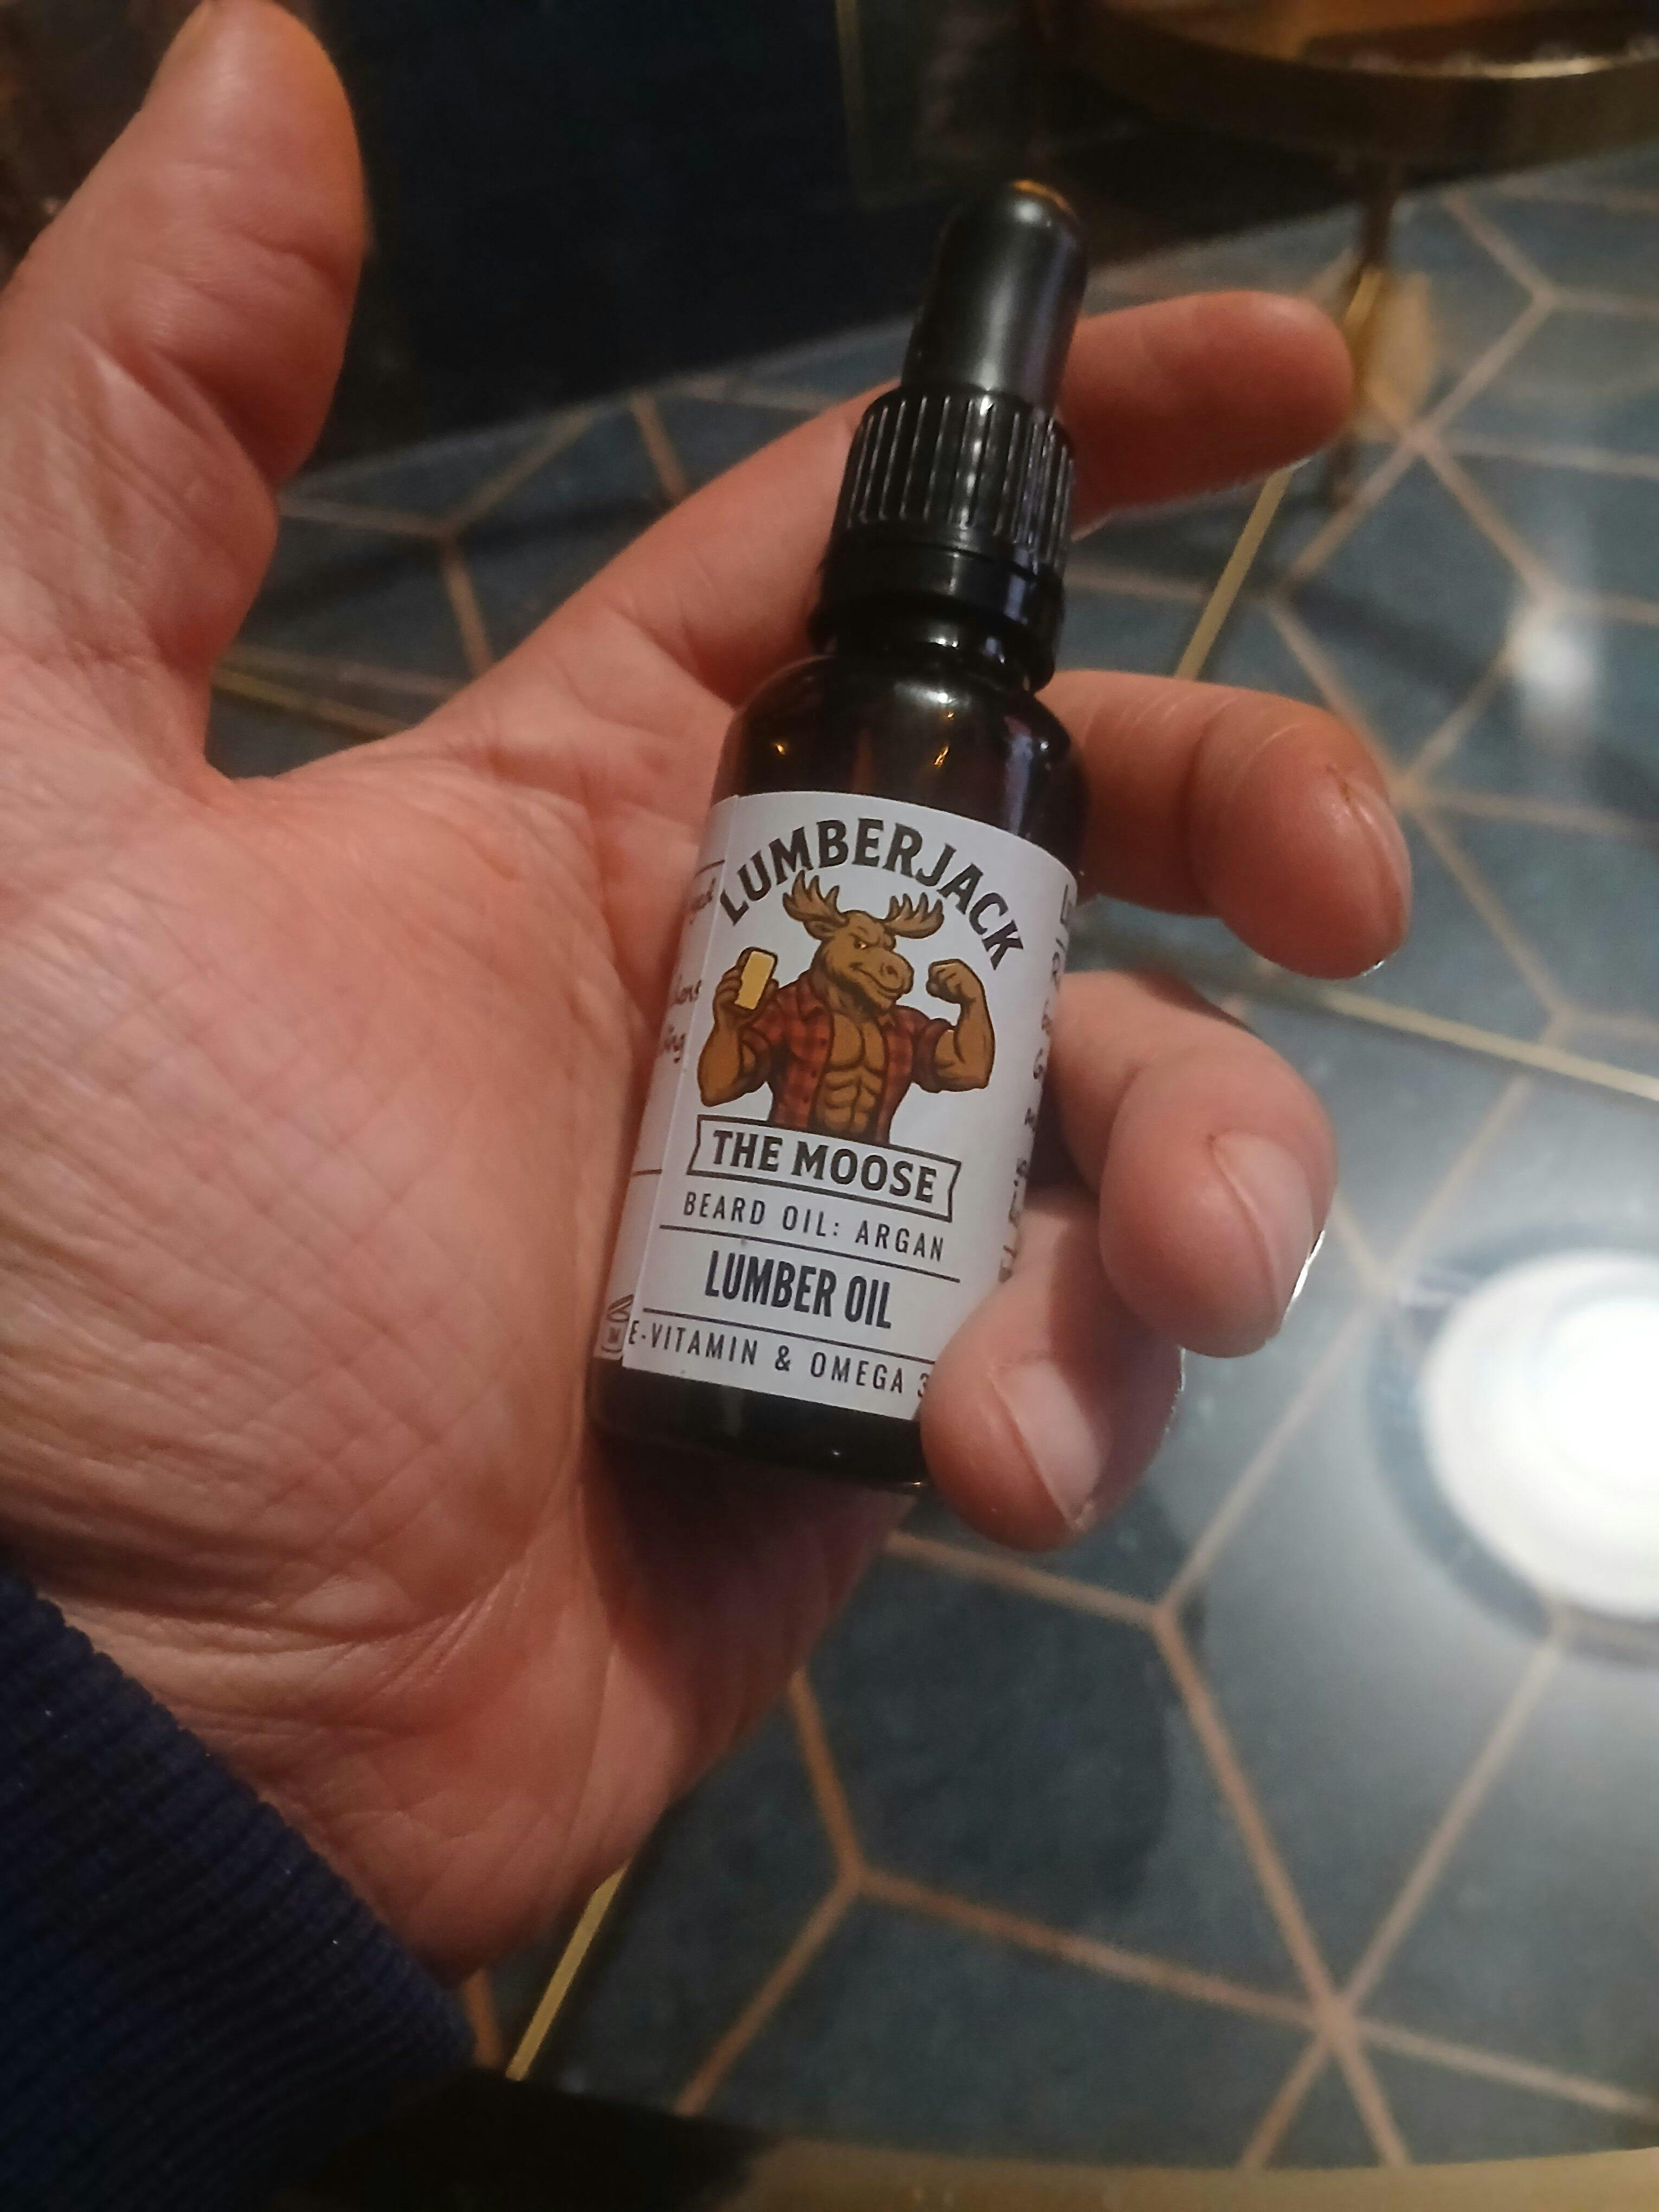 LUMBERJACK
THE MOOSE
BEARD OIL: ARGAN
LUMBER OIL
E-VITAMIN & OMEGA 3